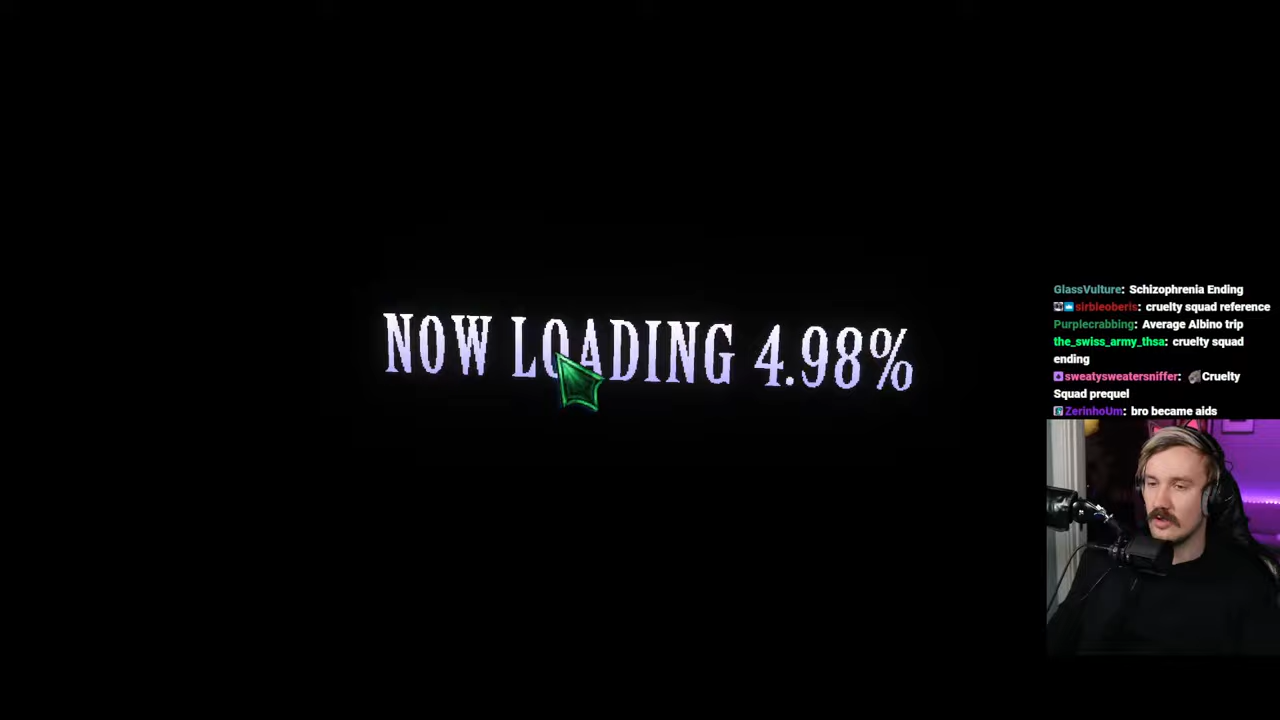 NOW LOADING 4.98%
GlassVulture: Schizophrenia Ending
sirbleoberis: cruelty squad reference
Purplecrabbing: Average Albino trip
the_swiss_army_thsa: cruelty squad
ending
sweatysweatersniffer: Cruelty
Squad prequel
ZerinhoUm: bro became aids